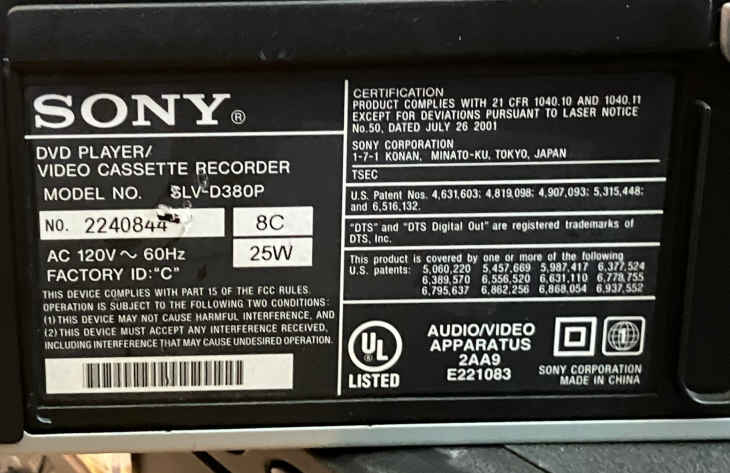 SONY®
DVD PLAYER/
VIDEO CASSETTE RECORDER
MODEL NO. SLV-D380P
NO. 2240844
8C
AC 120V ~ 60Hz
25W
FACTORY ID:"C"
THIS DEVICE COMPLIES WITH PART 15 OF THE FCC RULES.
OPERATION IS SUBJECT TO THE FOLLOWING TWO CONDITIONS:
(1) THIS DEVICE MAY NOT CAUSE HARMFUL INTERFERENCE, AND
(2) THIS DEVICE MUST ACCEPT ANY INTERFERENCE RECEIVED,
INCLUDING INTERFERENCE THAT MAY CAUSE UNDESIRED OPERATION.
CERTIFICATION
PRODUCT COMPLIES WITH 21 CFR 1040.10 AND 1040.11
EXCEPT FOR DEVIATIONS PURSUANT TO LASER NOTICE
No.50, DATED JULY 26 2001
SONY CORPORATION
1-7-1 KONAN, MINATO-KU, TOKYO, JAPAN
TSEC
U.S. Patent Nos. 4,631,603; 4,819,098; 4,907,093; 5,315,448;
and 6,516,132.
"DTS" and "DTS Digital Out" are registered trademarks of
DTS, Inc.
This product is covered by one or more of the following
U.S. patents: 5,060,220 5,457,669 5,987,417 6,377,524
6,389,570 6,556,520 6,631,110 6,778,755
6,795,637 6,862,256 6,868,054 6,937,552
UL
®
LISTED
AUDIO/VIDEO
APPARATUS
2AA9
E221083
1
SONY CORPORATION
MADE IN CHINA